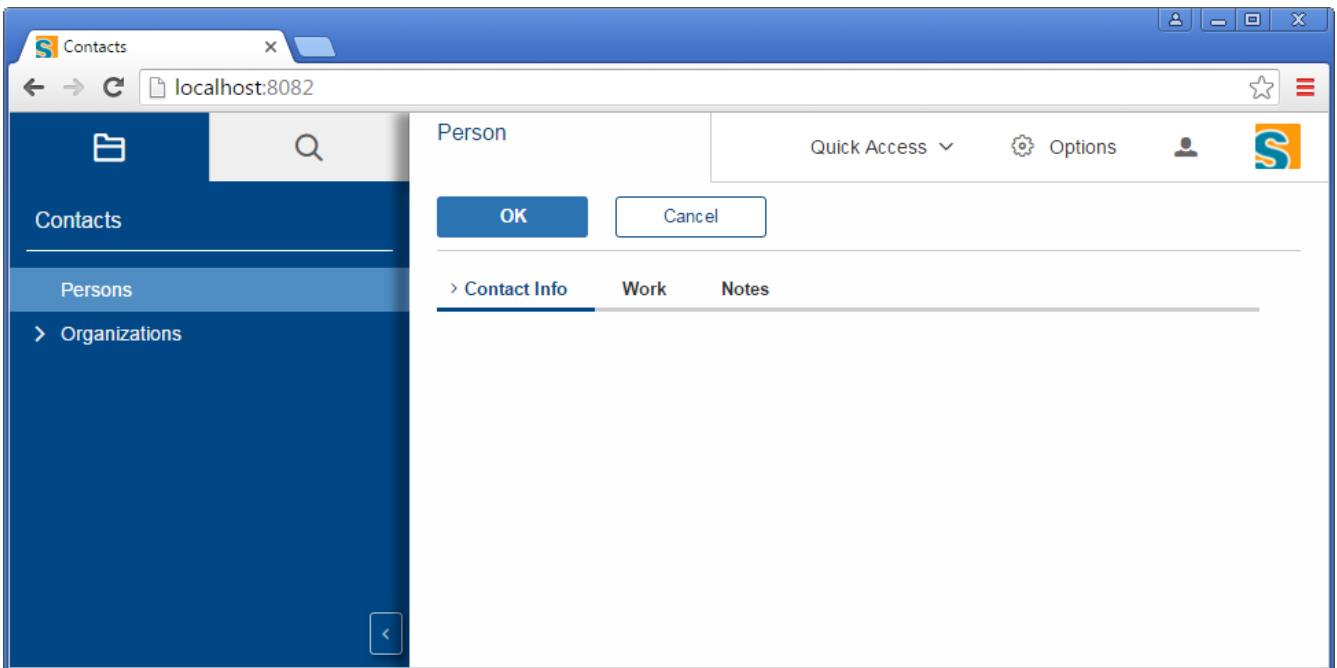 Contacts
localhost:8082
Person
Quick Access
Options
Contacts
OK
Cancel
Persons
Contact Info
Work
Notes
Organizations